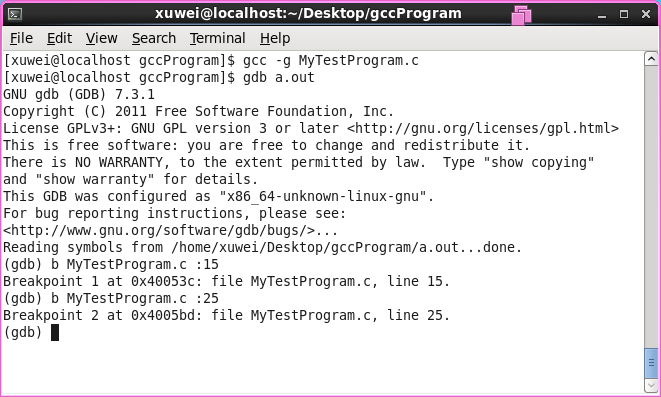 xuwei@localhost:~/Desktop/gccProgram
File Edit View Search Terminal Help
[xuwei@localhost gccProgram]$ gcc -g MyTestProgram.c
[xuwei@localhost gccProgram]$ gdb a.out
GNU gdb (GDB) 7.3.1
Copyright (C) 2011 Free Software Foundation, Inc.
License GPLv3+: GNU GPL version 3 or later <http://gnu.org/licenses/gpl.html>
This is free software: you are free to change and redistribute it.
There is NO WARRANTY, to the extent permitted by law.  Type "show copying"
and "show warranty" for details.
This GDB was configured as "x86_64-unknown-linux-gnu".
For bug reporting instructions, please see:
<http://www.gnu.org/software/gdb/bugs/>...
Reading symbols from /home/xuwei/Desktop/gccProgram/a.out...done.
(gdb) b MyTestProgram.c :15
Breakpoint 1 at 0x40053c: file MyTestProgram.c, line 15.
(gdb) b MyTestProgram.c :25
Breakpoint 2 at 0x4005bd: file MyTestProgram.c, line 25.
(gdb)